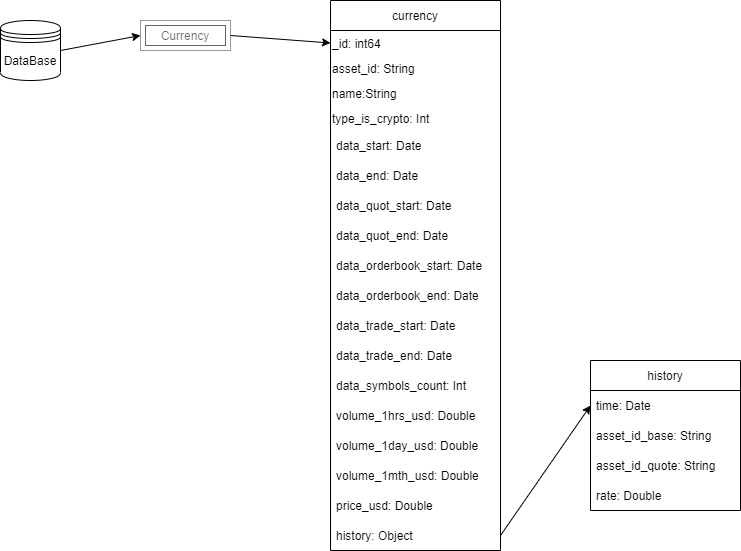 DataBase
Currency
currency
_id: int64
asset_id: String
name:String
type_is_crypto: Int
data_start: Date
data_end: Date
data_quot_start: Date
data_quot_end: Date
data_orderbook_start: Date
data_orderbook_end: Date
data_trade_start: Date
data_trade_end: Date
data_symbols_count: Int
volume_1hrs_usd: Double
volume_1day_usd: Double
volume_1mth_usd: Double
price_usd: Double
history: Object
history
time: Date
asset_id_base: String
asset_id_quote: String
rate: Double